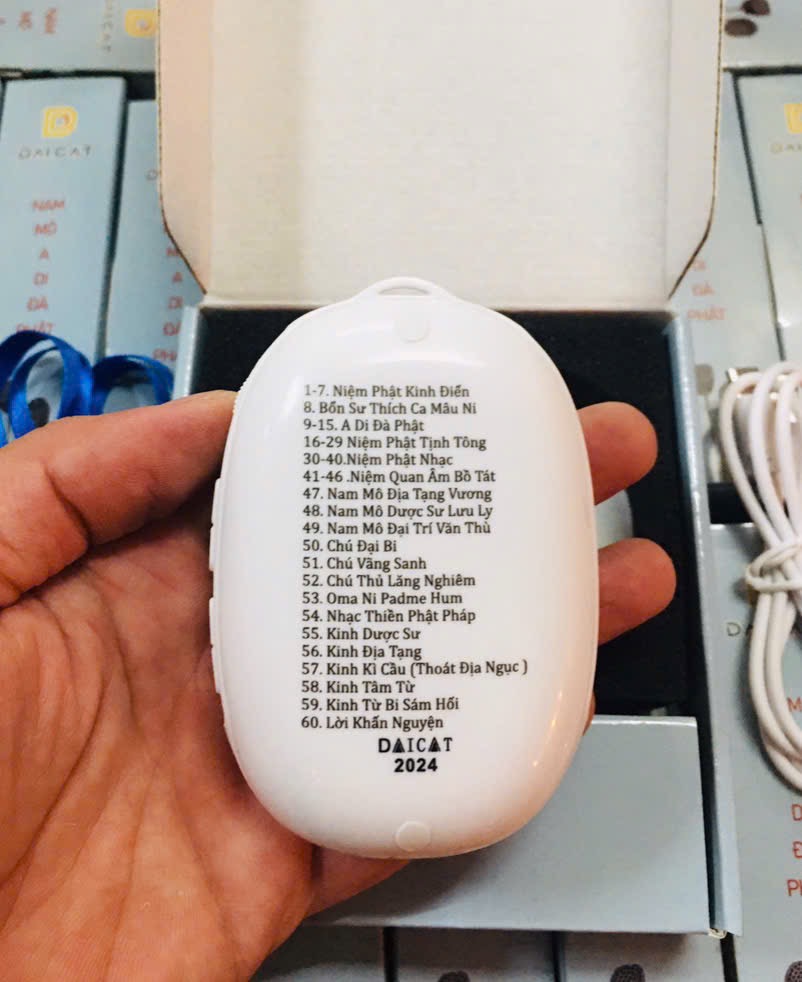 DAICAT
NAM
MÔ
A
DI
ĐÀ
PHẬT
DI
ĐÀ
PHẬT
1-7. Niệm Phật Kinh Điển
8. Bổn Sư Thích Ca Mâu Ni
9-15. A Di Đà Phật
16-29 Niệm Phật Tịnh Tông
30-40.Niệm Phật Nhạc
41-46 .Niệm Quan Âm Bồ Tát
47. Nam Mô Địa Tạng Vương
48. Nam Mô Dược Sư Lưu Ly
49. Nam Mô Đại Trí Văn Thù
50. Chú Đại Bi
51. Chú Vãng Sanh
52. Chú Thủ Lăng Nghiêm
53. Oma Ni Padme Hum
54. Nhạc Thiền Phật Pháp
55. Kinh Dược Sư
56. Kinh Địa Tạng
57. Kinh Kì Cầu (Thoát Địa Ngục )
58. Kinh Tâm Từ
59. Kinh Từ Bi Sám Hối
60. Lời Khấn Nguyện
DAICAT
2024